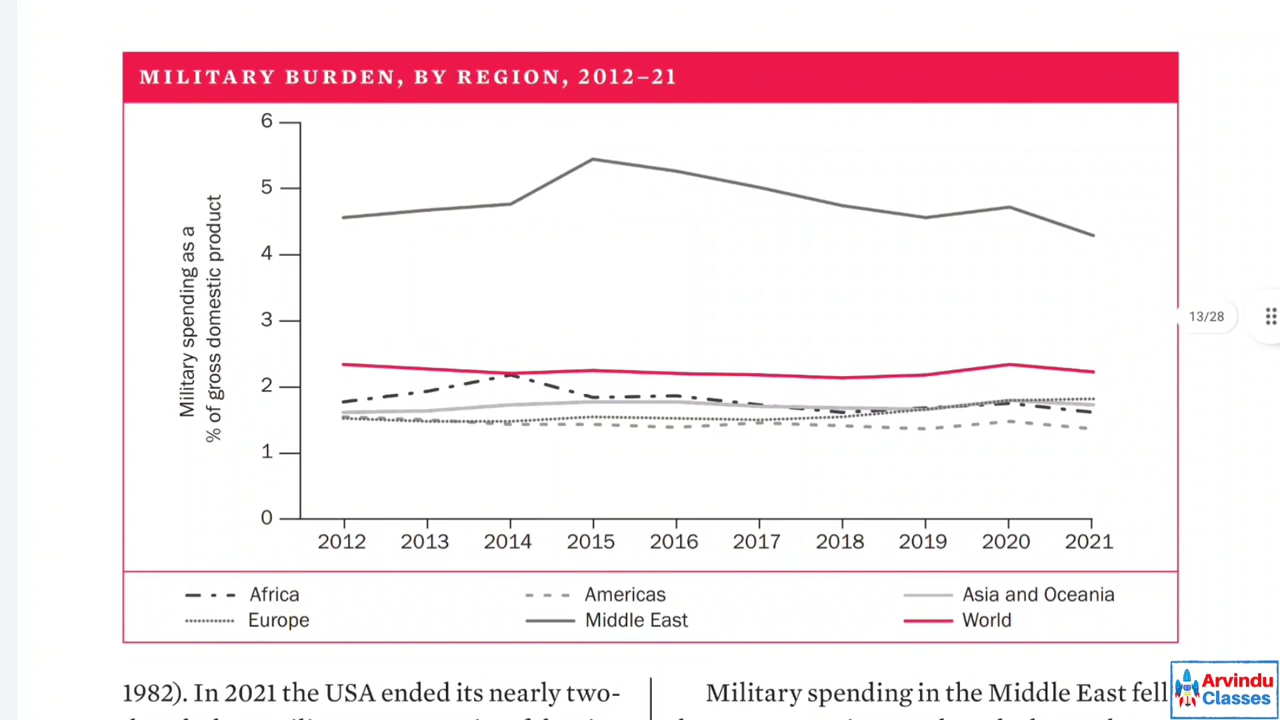 MILITARY BURDEN, BY REGION, 2012–21
Military spending as a
% of gross domestic product
6
5
4
3
2
1
0
2012 2013 2014 2015 2016 2017 2018 2019 2020 2021
Africa Americas Asia and Oceania
Europe Middle East World
13/28
1982). In 2021 the USA ended its nearly two-
Military spending in the Middle East fell
Arvindu
Classes